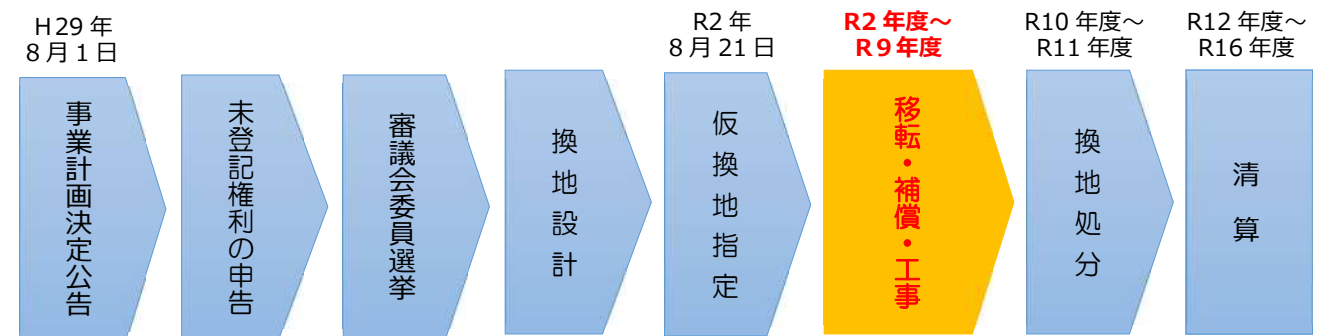 H29年
8月1日
R2年
8月21日
R2年度～
R9年度
R10年度～
R11年度
R12年度～
R16年度
事業計画決定公告
未登記権利の申告
審議会委員選挙
換地設計
仮換地指定
移転・補償・工事
換地処分
清算